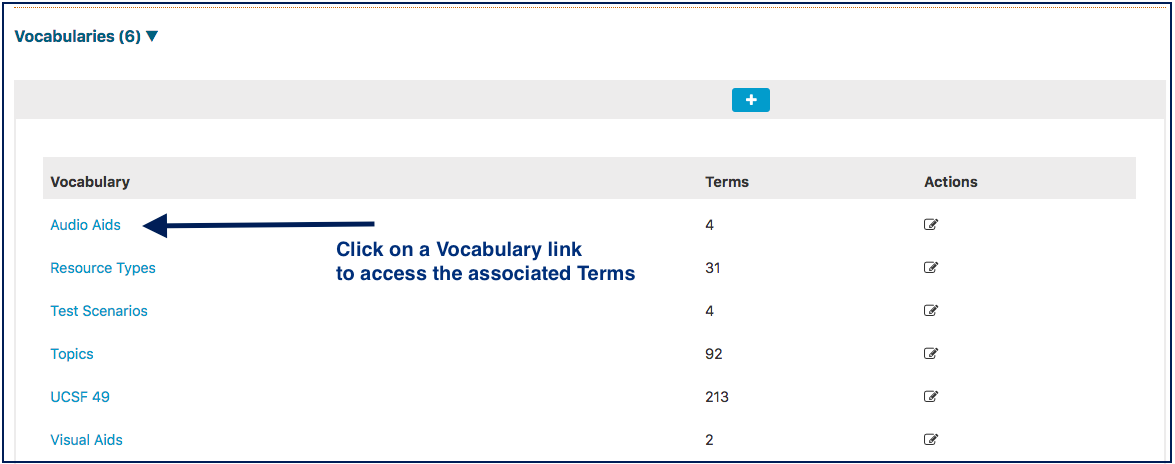 Vocabularies (6) ▼
+
Vocabulary Terms Actions
Audio Aids 4
Click on a Vocabulary link
to access the associated Terms
Resource Types 31
Test Scenarios 4
Topics 92
UCSF 49 213
Visual Aids 2